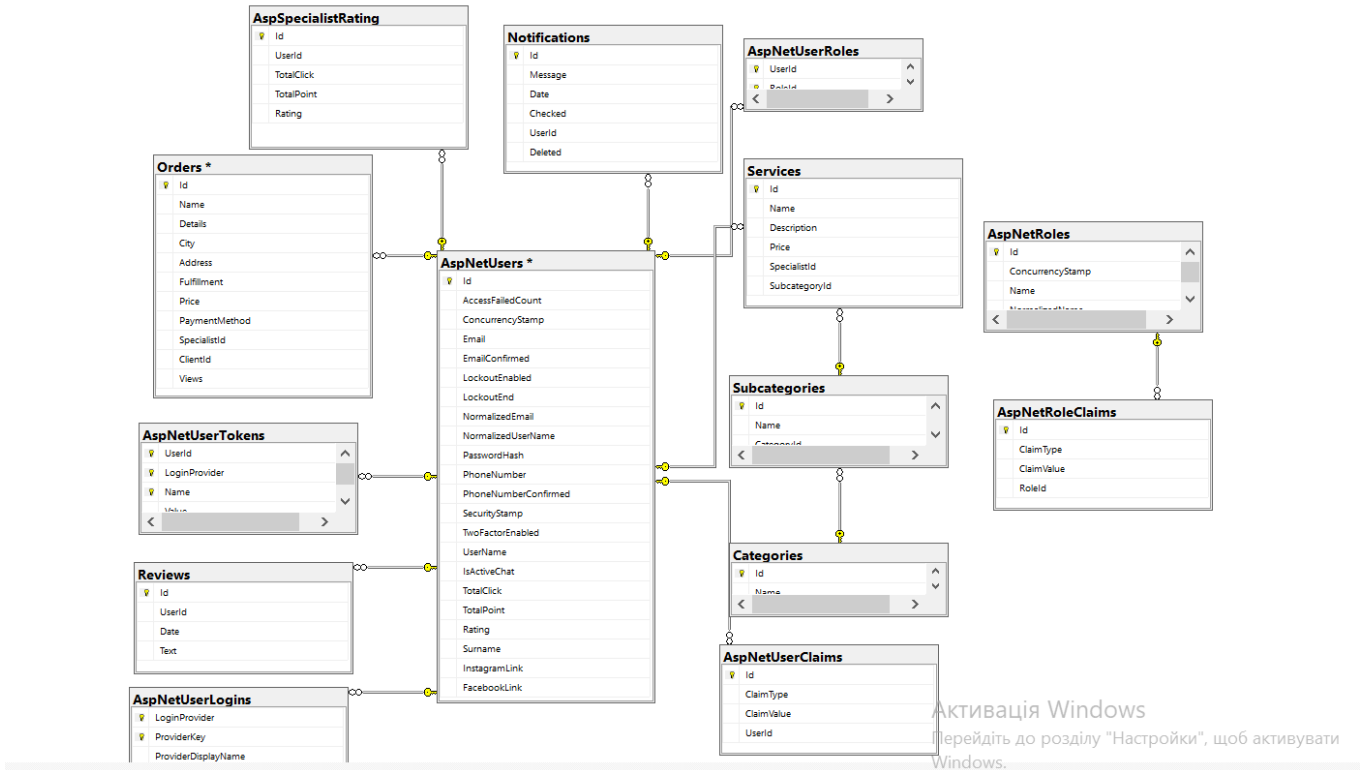 AspSpecialistRating
Id
UserId
TotalClick
TotalPoint
Rating
Notifications
Id
Message
Date
Checked
UserId
Deleted
AspNetUserRoles
UserId
RoleId
Orders *
Id
Name
Details
City
Address
Fulfillment
Price
PaymentMethod
SpecialistId
ClientId
Views
Services
Id
Name
Description
Price
SpecialistId
SubcategoryId
AspNetRoles
Id
ConcurrencyStamp
Name
NormalizedName
AspNetUsers *
Id
AccessFailedCount
ConcurrencyStamp
Email
EmailConfirmed
LockoutEnabled
LockoutEnd
NormalizedEmail
NormalizedUserName
PasswordHash
PhoneNumber
PhoneNumberConfirmed
SecurityStamp
TwoFactorEnabled
UserName
IsActiveChat
TotalClick
TotalPoint
Rating
Surname
InstagramLink
FacebookLink
Subcategories
Id
Name
CategoryId
AspNetRoleClaims
Id
ClaimType
ClaimValue
RoleId
AspNetUserTokens
UserId
LoginProvider
Name
Value
Categories
Id
Name
Reviews
Id
UserId
Date
Text
AspNetUserClaims
Id
ClaimType
ClaimValue
UserId
AspNetUserLogins
LoginProvider
ProviderKey
ProviderDisplayName
Активація Windows
Перейдіть до розділу "Настройки", щоб активувати
Windows.